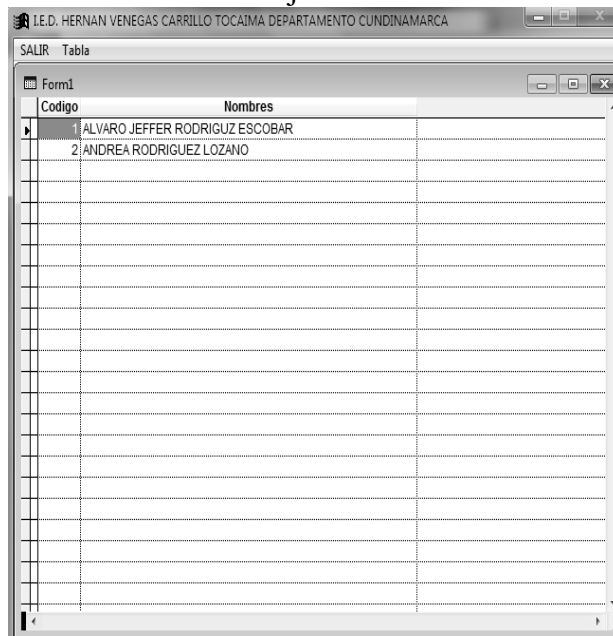 I.E.D. HERNAN VENEGAS CARRILLO TOCAIMA DEPARTAMENTO CUNDINAMARCA
SALIR Tabla
Form1
Codigo Nombres
1 ALVARO JEFFER RODRIGUZ ESCOBAR
2 ANDREA RODRIGUEZ LOZANO